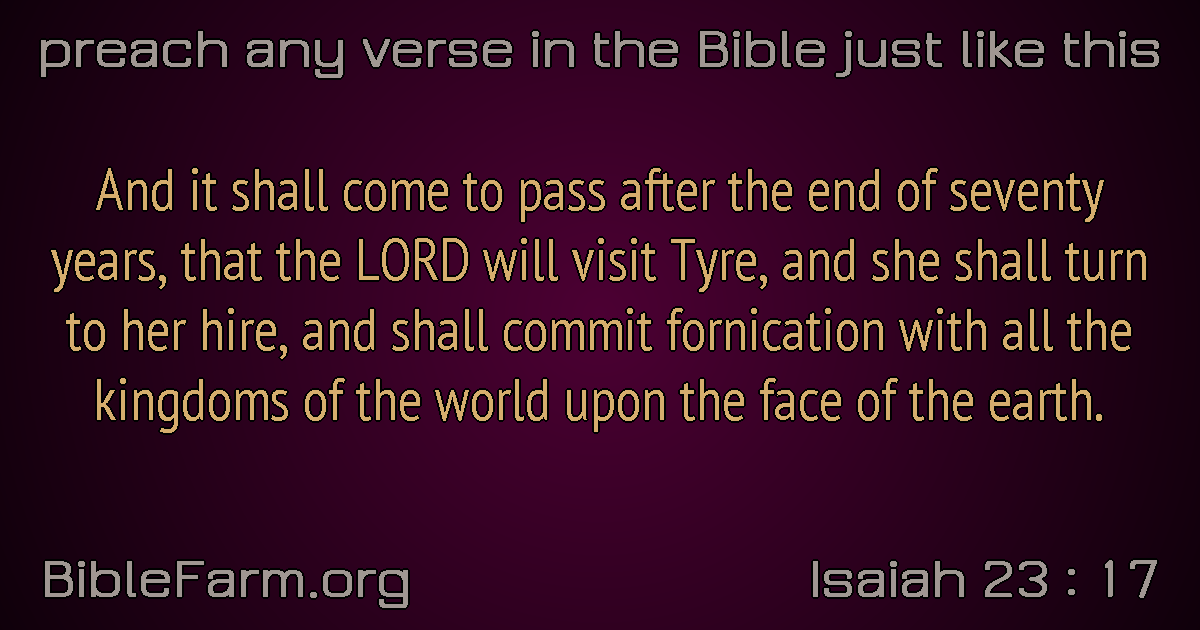 preach any verse in the Bible just like this
And it shall come to pass after the end of seventy
years, that the LORD will visit Tyre, and she shall turn
to her hire, and shall commit fornication with all the
kingdoms of the world upon the face of the earth.
BibleFarm.org
Isaiah 23 : 17